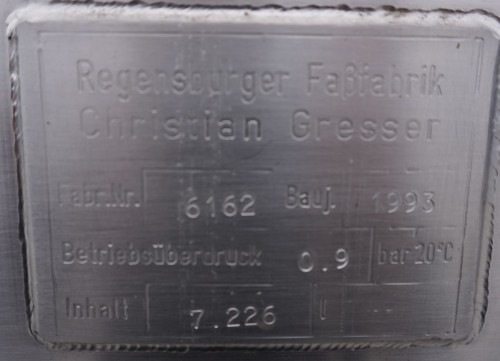 Regensburger Faßfabrik
Christian Gresser
Fabr.Nr. 6162 Bauj. 1993
Betriebsüberdruck 0.9 bar 20°C
Inhalt 7.226 l --